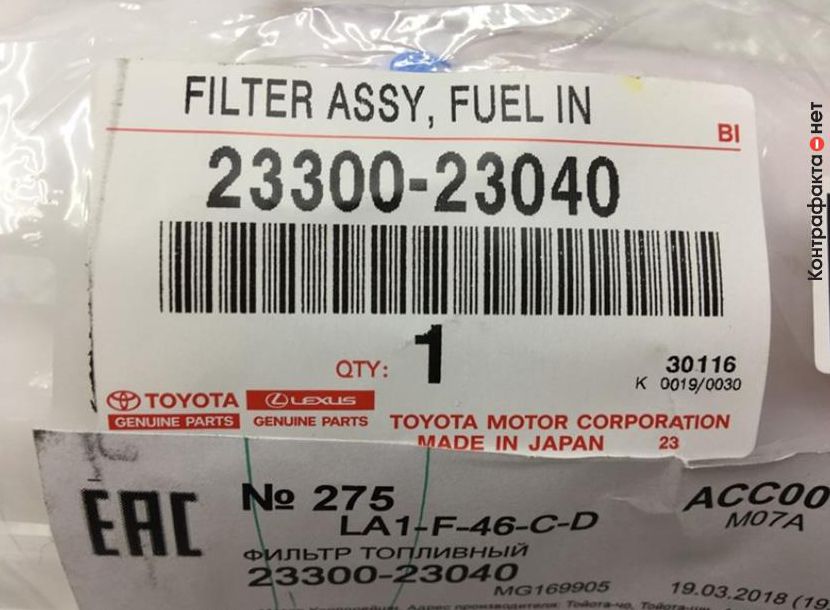 FILTER ASSY, FUEL IN
BI
23300-23040
QTY: 1
30116
K 0019/0030
TOYOTA
GENUINE PARTS
LEXUS
GENUINE PARTS
TOYOTA MOTOR CORPORATION
MADE IN JAPAN 23
EAC
№ 275
LA1-F-46-C-D
ACC00
M07A
ФИЛЬТР ТОПЛИВНЫЙ
23300-23040
MG169905
19.03.2018 (19
Контрафакта нет